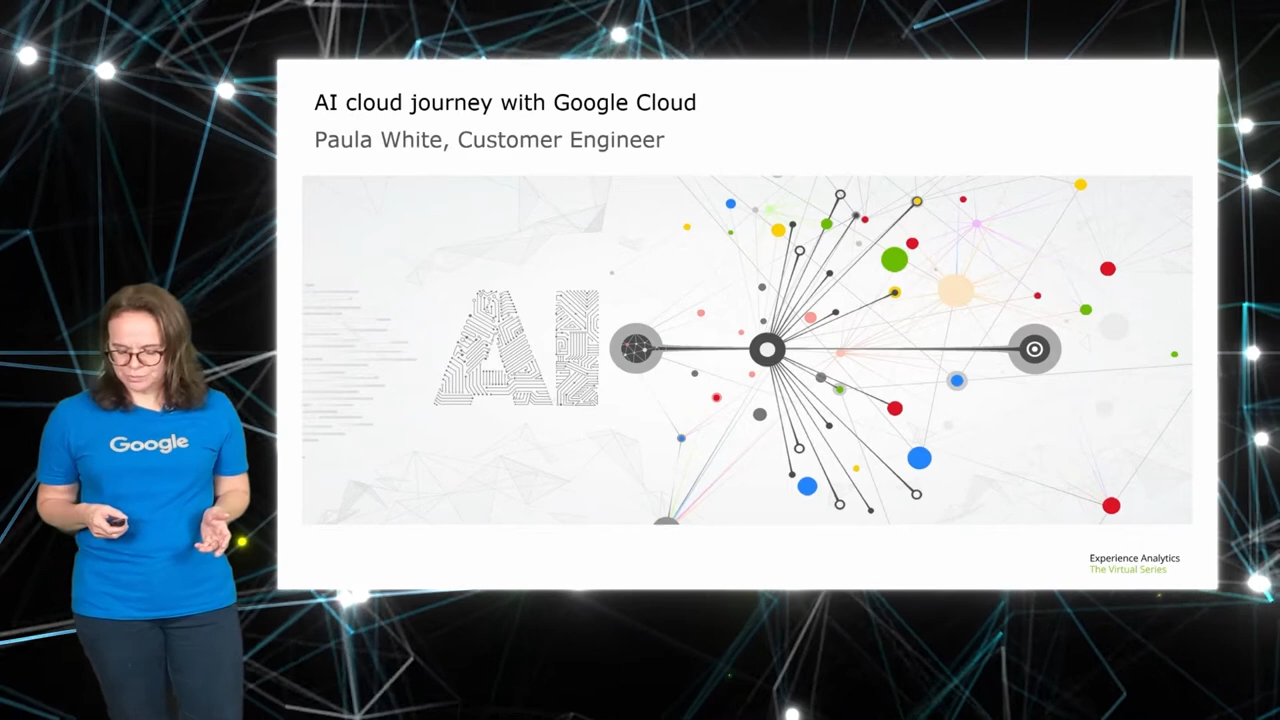 AI cloud journey with Google Cloud
Paula White, Customer Engineer
AI
Google
Experience Analytics
The Virtual Series